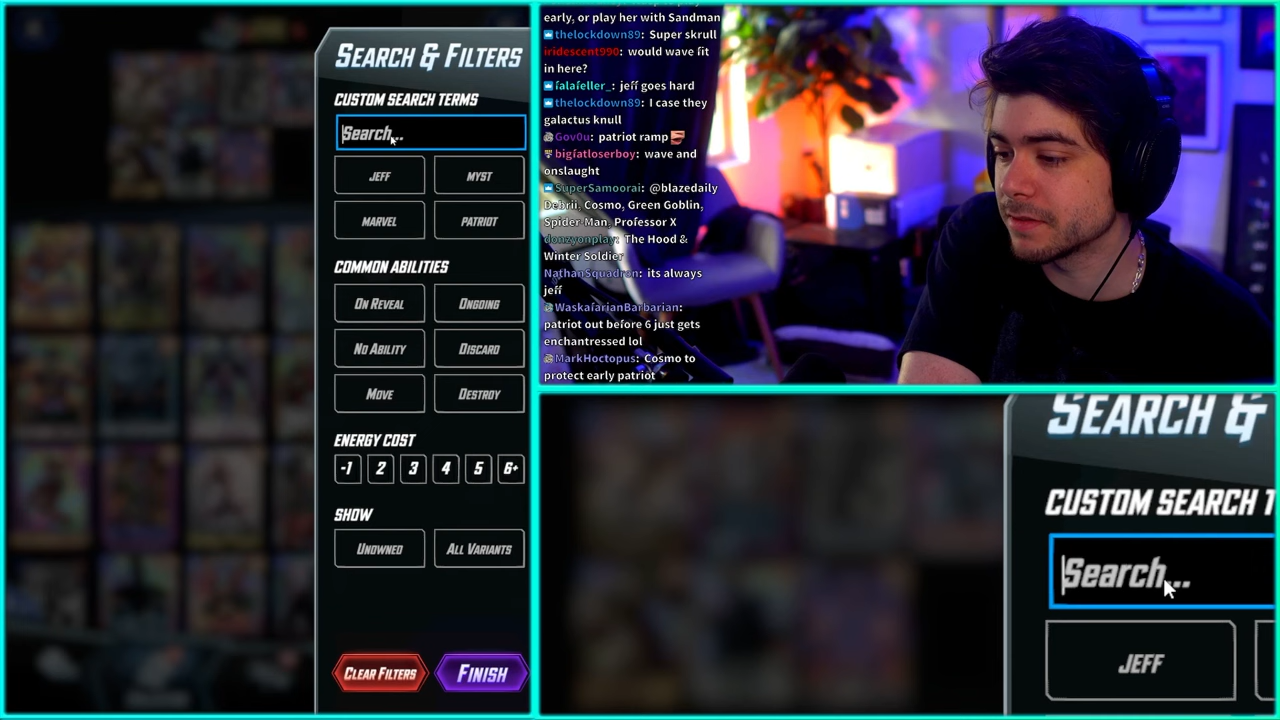 SEARCH & FILTERS
CUSTOM SEARCH TERMS
Search...
JEFF
MYST
MARVEL
PATRIOT
COMMON ABILITIES
ON REVEAL
ONGOING
NO ABILITY
DISCARD
MOVE
DESTROY
ENERGY COST
-1
2
3
4
5
6+
SHOW
UNOWNED
ALL VARIANTS
CLEAR FILTERS
FINISH
early, or play her with Sandman
thelockdown89: Super skrull
iridescent990: would wave fit
in here?
falafeller_: jeff goes hard
thelockdown89: I case they
galactus knull
Gov0u: patriot ramp
bigfatloserboy: wave and
onslaught
SuperSamoorai: @blazedaily
Debrii, Cosmo, Green Goblin,
Spider-Man, Professor X
donzyonplay: The Hood &
Winter Soldier
NathanSquadron: its always
jeff
WaskafarianBarbarian:
patriot out before 6 just gets
enchantressed lol
MarkHoctopus: Cosmo to
protect early patriot
SEARCH &
CUSTOM SEARCH T
Search...
JEFF